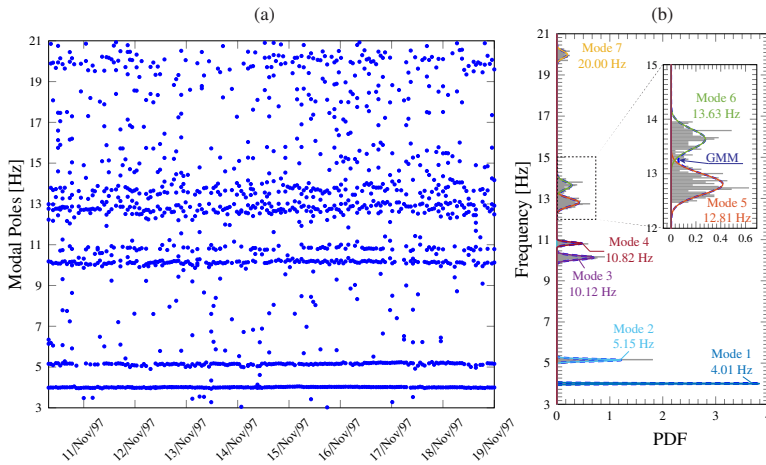 (a)
21
19
17
15
13
11
9
7
5
3
Modal Poles [Hz]
11/Nov/97
12/Nov/97
13/Nov/97
14/Nov/97
15/Nov/97
16/Nov/97
17/Nov/97
18/Nov/97
19/Nov/97
(b)
21
19
17
15
13
11
9
7
5
3
Frequency [Hz]
0
1
2
3
4
PDF
Mode 7
20.00 Hz
Mode 4
10.82 Hz
Mode 3
10.12 Hz
Mode 2
5.15 Hz
Mode 1
4.01 Hz
15
14
13
12
0
0.2
0.4
0.6
Mode 6
13.63 Hz
GMM
Mode 5
12.81 Hz